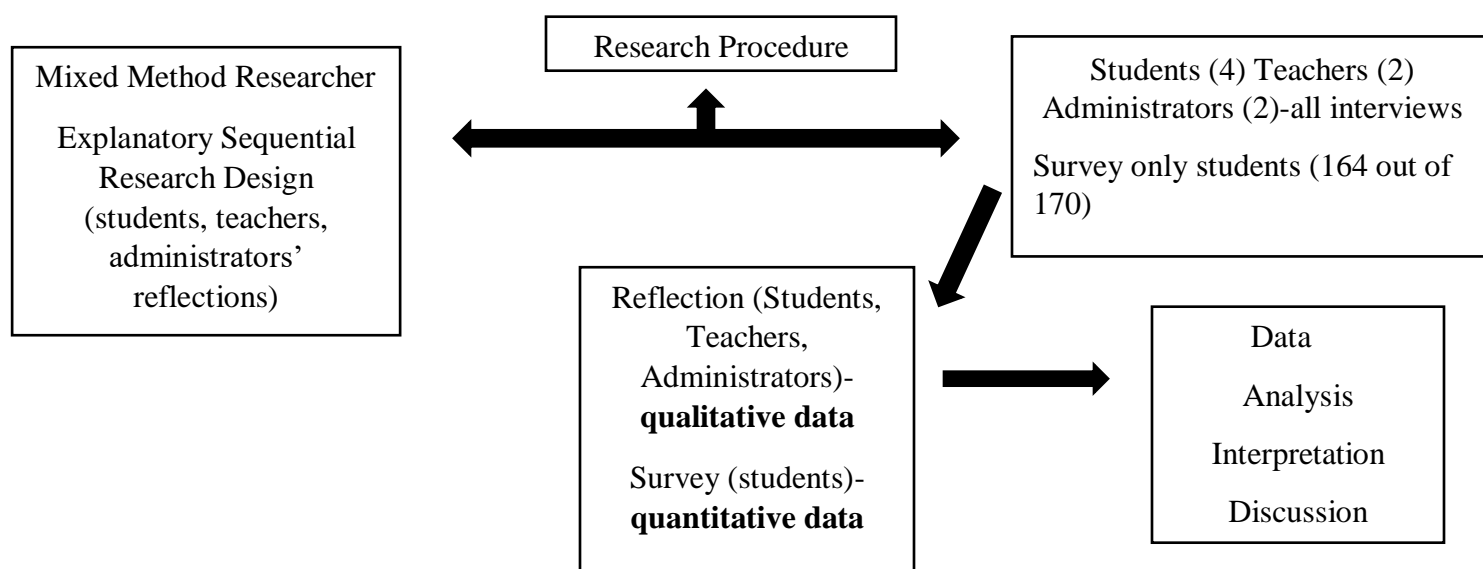 Research Procedure
Mixed Method Researcher
Explanatory Sequential
Research Design
(students, teachers,
administrators’
reflections)
Students (4) Teachers (2)
Administrators (2)-all interviews
Survey only students (164 out of
170)
Reflection (Students,
Teachers,
Administrators)-
qualitative data
Survey (students)-
quantitative data
Data
Analysis
Interpretation
Discussion